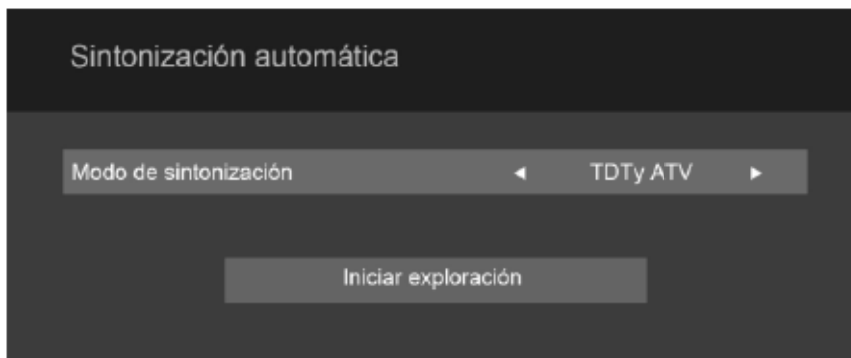 Sintonización automática
Modo de sintonización ◄ TDTy ATV ►
Iniciar exploración